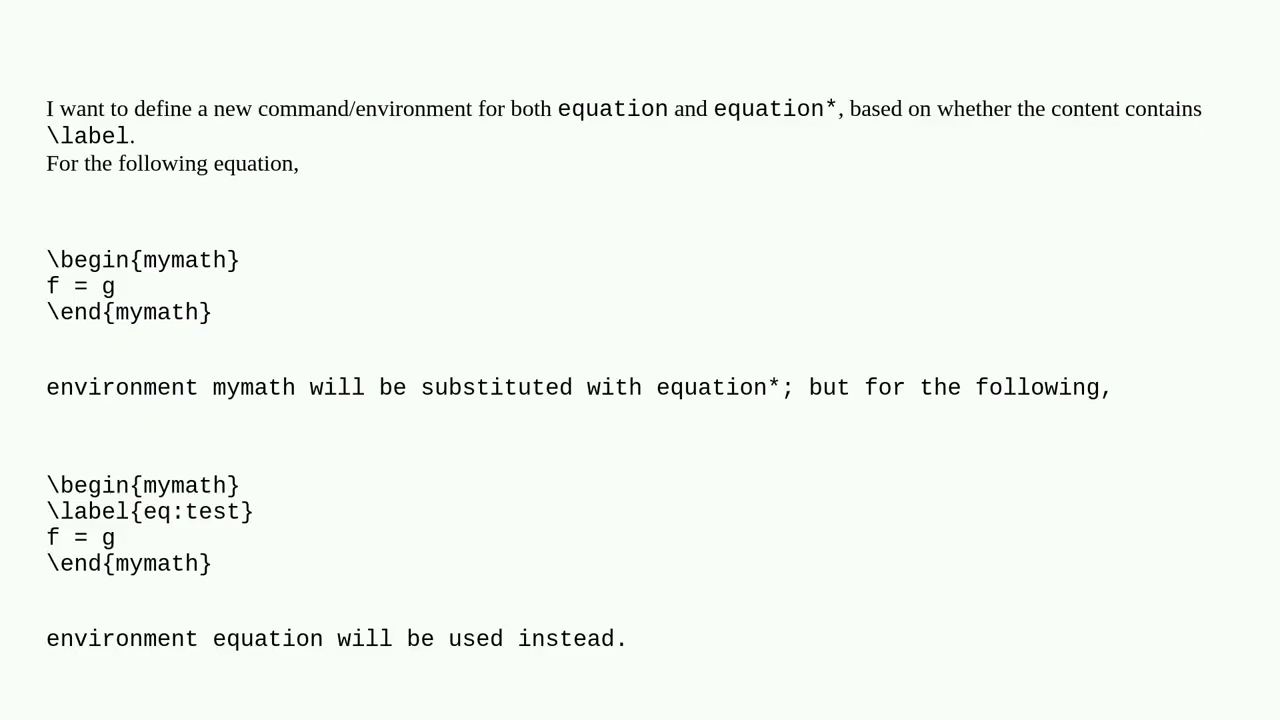 I want to define a new command/environment for both equation and equation*, based on whether the content contains
\label.
For the following equation,
\begin{mymath}
f = g
\end{mymath}
environment mymath will be substituted with equation*; but for the following,
\begin{mymath}
\label{eq:test}
f = g
\end{mymath}
environment equation will be used instead.